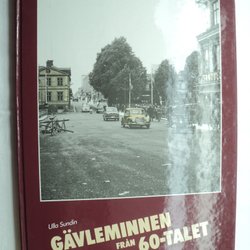 Ulla Sundin
GÄVLEMINNEN
FRÅN 60-TALET